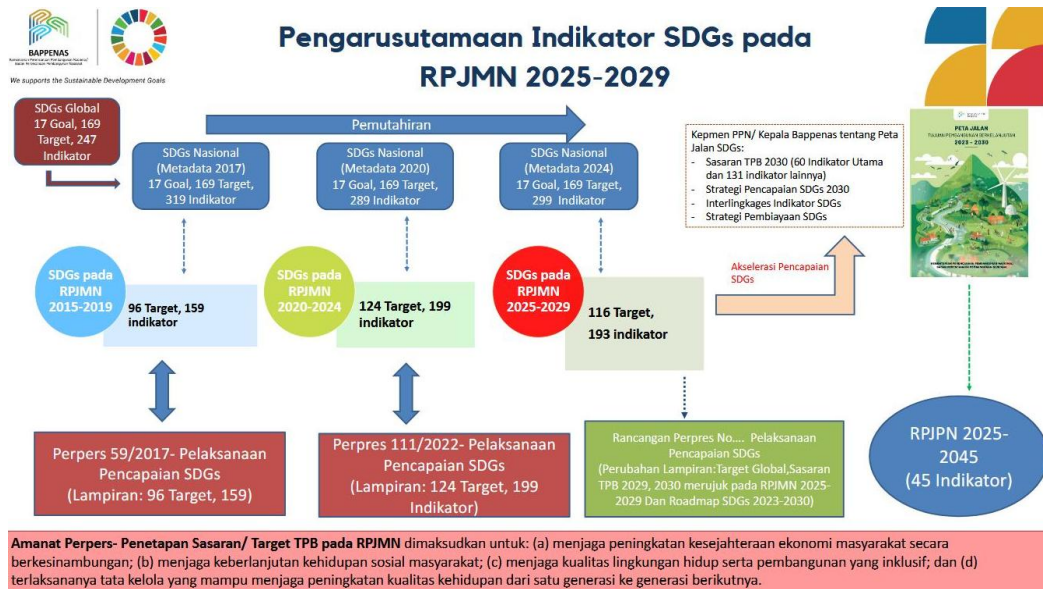 BAPPENAS
We supports the Sustainable Development Goals
Pengarusutamaan Indikator SDGs pada
RPJMN 2025-2029
SDGs Global
17 Goal, 169
Target, 247
Indikator
Pemutahiran
SDGs Nasional
(Metadata 2017)
17 Goal, 169 Target,
319 Indikator
SDGs Nasional
(Metadata 2020)
17 Goal, 169 Target,
289 Indikator
SDGs Nasional
(Metadata 2024)
17 Goal, 169 Target,
299 Indikator
Kepmen PPN/ Kepala Bappenas tentang Peta
Jalan SDGs:
- Sasaran TPB 2030 (60 Indikator Utama
dan 131 indikator lainnya)
- Strategi Pencapaian SDGs 2030
- Interlingkages Indikator SDGs
- Strategi Pembiayaan SDGs
PETA JALAN
2023 - 2030
SDGs pada
RPJMN
2015-2019
96 Target, 159
indikator
SDGs pada
RPJMN
2020-2024
124 Target, 199
indikator
SDGs pada
RPJMN
2025-2029
116 Target,
193 indikator
Akselerasi Pencapaian
SDGs
Perpers 59/2017- Pelaksanaan
Pencapaian SDGs
(Lampiran: 96 Target, 159)
Perpres 111/2022- Pelaksanaan
Pencapaian SDGs
(Lampiran: 124 Target, 199
Indikator)
Rancangan Perpres No.... Pelaksanaan
Pencapaian SDGs
(Perubahan Lampiran:Target Global,Sasaran
TPB 2029, 2030 merujuk pada RPJMN 2025-
2029 Dan Roadmap SDGs 2023-2030)
RPJPN 2025-
2045
(45 Indikator)
Amanat Perpers- Penetapan Sasaran/ Target TPB pada RPJMN dimaksudkan untuk: (a) menjaga peningkatan kesejahteraan ekonomi masyarakat secara
berkesinambungan; (b) menjaga keberlanjutan kehidupan sosial masyarakat; (c) menjaga kualitas lingkungan hidup serta pembangunan yang inklusif; dan (d)
terlaksananya tata kelola yang mampu menjaga peningkatan kualitas kehidupan dari satu generasi ke generasi berikutnya.